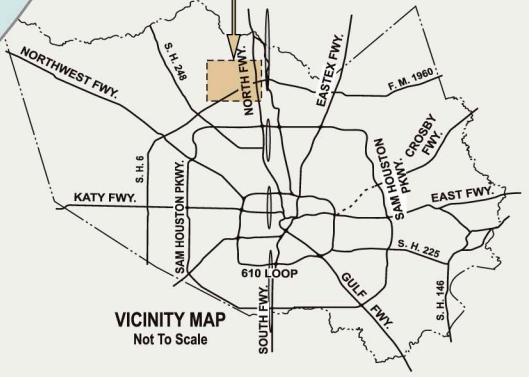 NORTHWEST FWY.
S. H. 248
NORTH FWY.
EASTEX FWY.
F. M. 1960
CROSBY
FWY.
SAM HOUSTON
PKWY.
S. H. 6
SAM HOUSTON PKWY.
KATY FWY.
EAST FWY.
S. H. 225
610 LOOP
GULF FWY.
S. H. 146
SOUTH FWY.
VICINITY MAP
Not To Scale